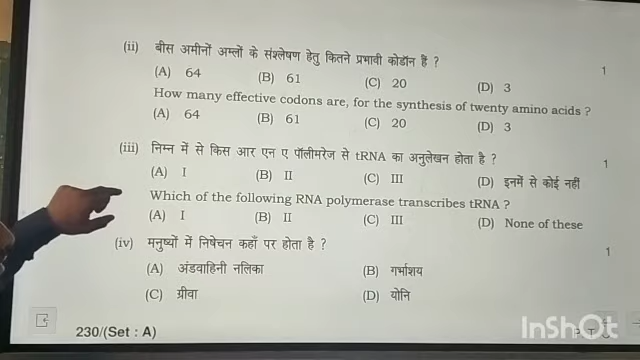 (ii) बीस अमीनों अम्लों के संश्लेषण हेतु कितने प्रभावी कोडॉन हैं ? 1
(A) 64 (B) 61 (C) 20 (D) 3
How many effective codons are, for the synthesis of twenty amino acids ?
(A) 64 (B) 61 (C) 20 (D) 3
(iii) निम्न में से किस आर एन ए पॉलीमरेज से tRNA का अनुलेखन होता है ? 1
(A) I (B) II (C) III (D) इनमें से कोई नहीं
Which of the following RNA polymerase transcribes tRNA ?
(A) I (B) II (C) III (D) None of these
(iv) मनुष्यों में निषेचन कहाँ पर होता है ? 1
(A) अंडवाहिनी नलिका (B) गर्भाशय
(C) ग्रीवा (D) योनि
230/(Set : A)
InShOt